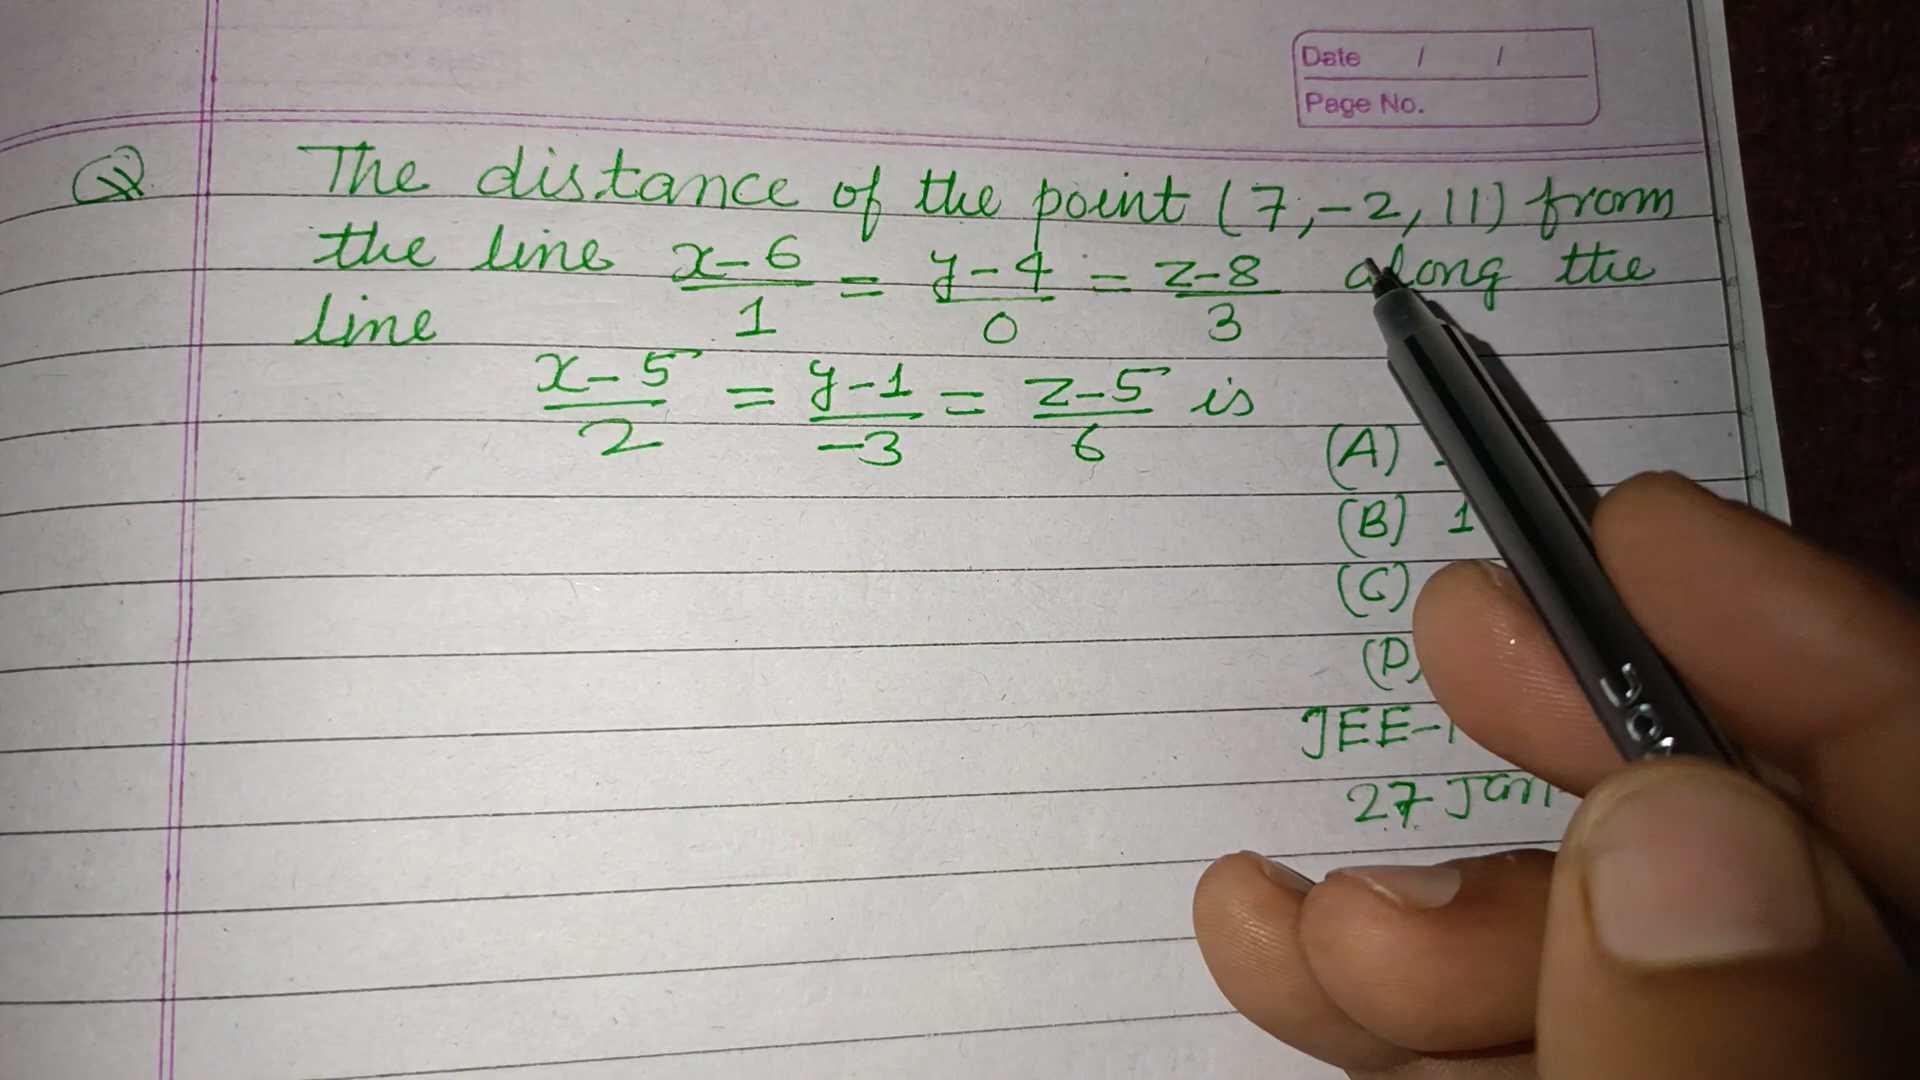 Date / /
Page No.
Q The distance of the point (7,-2,11) from
the line x-6/1 = y-4/0 = z-8/3 along the
line
x-5/2 = y-1/-3 = z-5/6 is
(A)
(B) 1
(C)
(D)
JEE-
27 Jan